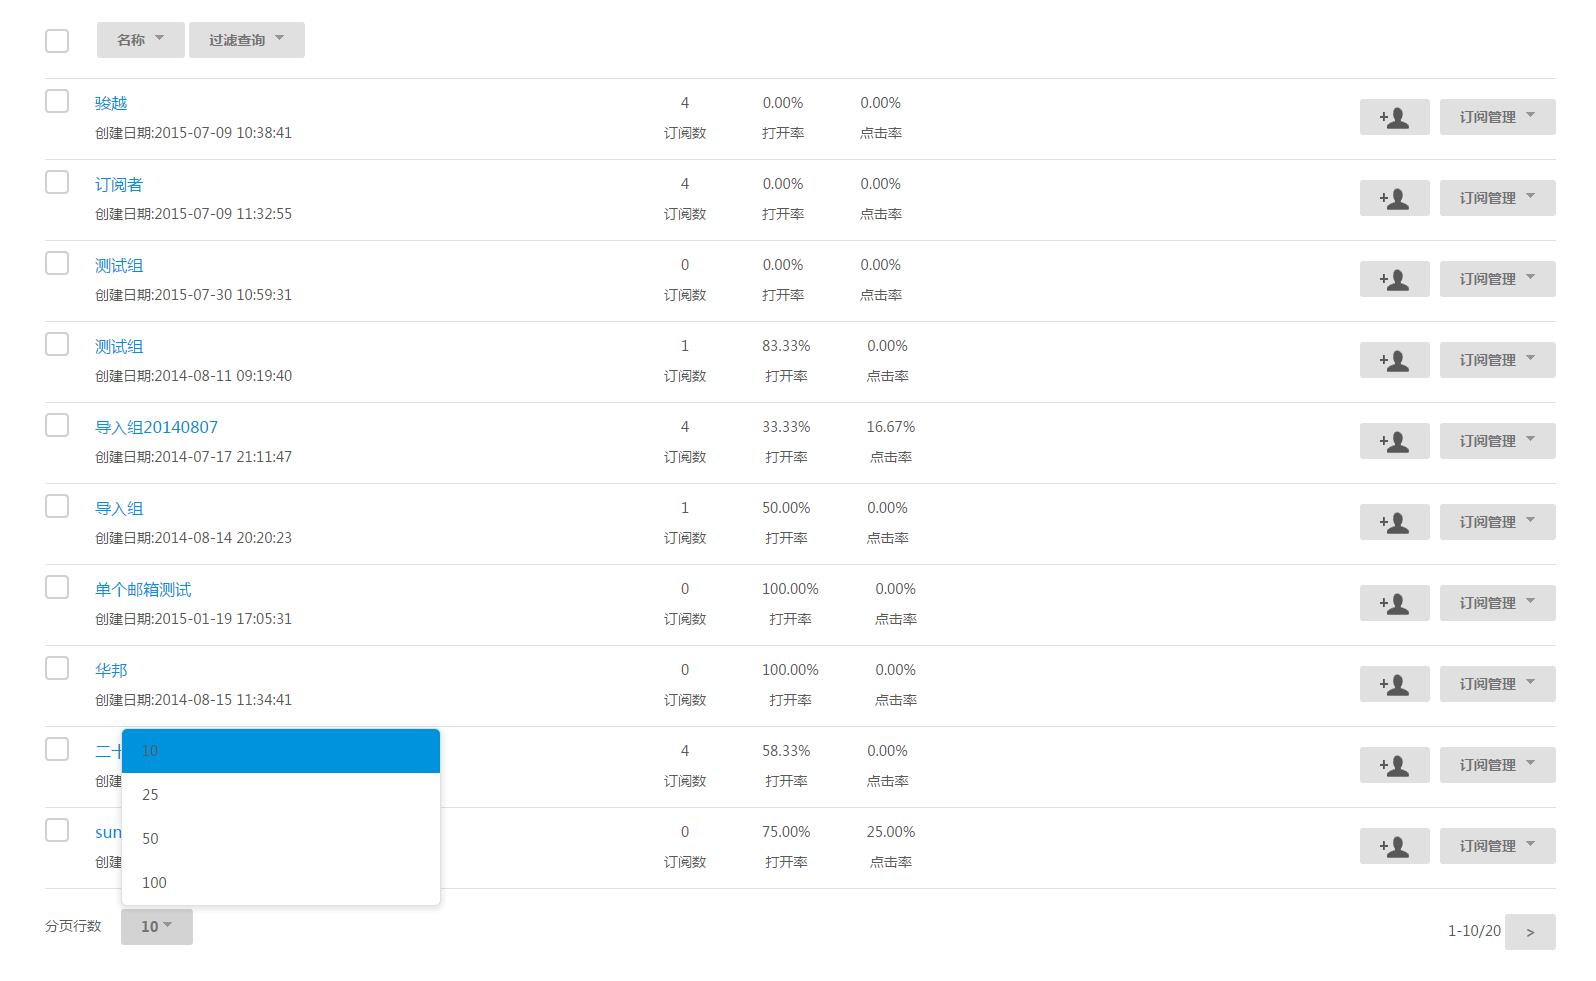 名称 过滤查询
骏越 4 0.00% 0.00%
创建日期:2015-07-09 10:38:41 订阅数 打开率 点击率 + 订阅管理
订阅者 4 0.00% 0.00%
创建日期:2015-07-09 11:32:55 订阅数 打开率 点击率 + 订阅管理
测试组 0 0.00% 0.00%
创建日期:2015-07-30 10:59:31 订阅数 打开率 点击率 + 订阅管理
测试组 1 83.33% 0.00%
创建日期:2014-08-11 09:19:40 订阅数 打开率 点击率 + 订阅管理
导入组20140807 4 33.33% 16.67%
创建日期:2014-07-17 21:11:47 订阅数 打开率 点击率 + 订阅管理
导入组 1 50.00% 0.00%
创建日期:2014-08-14 20:20:23 订阅数 打开率 点击率 + 订阅管理
单个邮箱测试 0 100.00% 0.00%
创建日期:2015-01-19 17:05:31 订阅数 打开率 点击率 + 订阅管理
华邦 0 100.00% 0.00%
创建日期:2014-08-15 11:34:41 订阅数 打开率 点击率 + 订阅管理
二 10 4 58.33% 0.00%
创建 25 订阅数 打开率 点击率 + 订阅管理
sun 50 0 75.00% 25.00%
创建 100 订阅数 打开率 点击率 + 订阅管理
分页行数 10 1-10/20 >